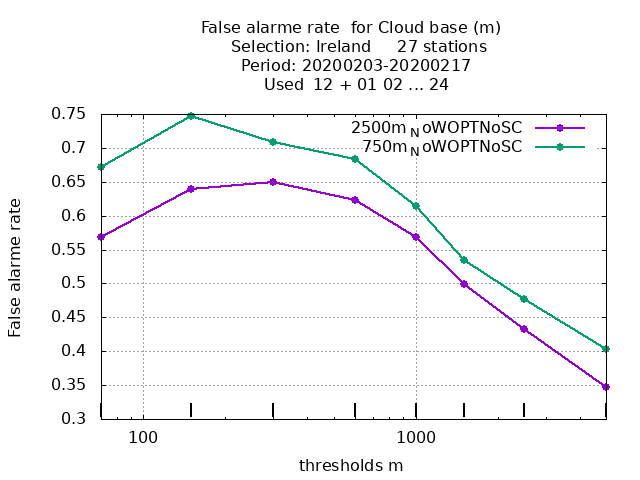 False alarme rate  for Cloud base (m)
Selection: Ireland     27 stations
Period: 20200203-20200217
Used  12 + 01 02 ... 24
2500m_NoWOPTNoSC
750m_NoWOPTNoSC
False alarme rate
0.75
0.7
0.65
0.6
0.55
0.5
0.45
0.4
0.35
0.3
100
1000
thresholds m